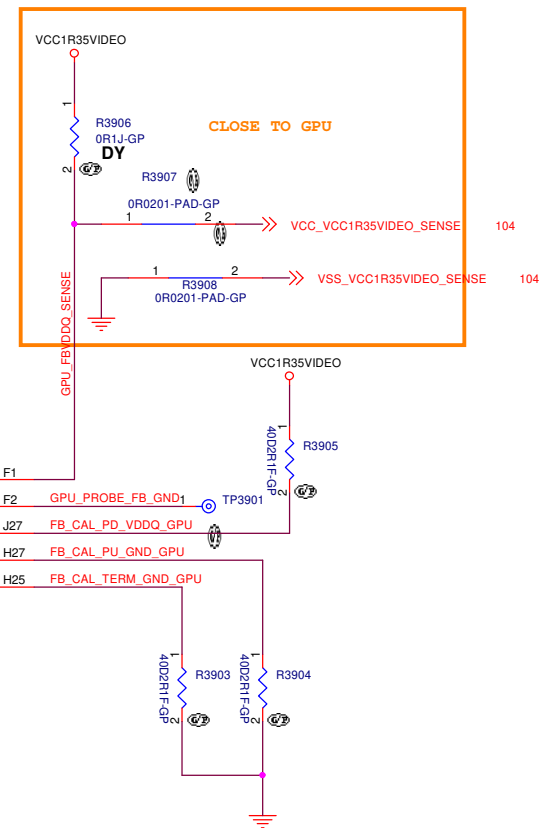 VCC1R35VIDEO
1
R3906
0R1J-GP
DY
2
G/P
CLOSE TO GPU
R3907
0R0201-PAD-GP
1
2
VCC_VCC1R35VIDEO_SENSE
104
1
2
VSS_VCC1R35VIDEO_SENSE
104
R3908
0R0201-PAD-GP
GPU_FBVDDQ_SENSE
VCC1R35VIDEO
1
R3905
40D2R1F-GP
2
F1
F2
GPU_PROBE_FB_GND
1
TP3901
J27
FB_CAL_PD_VDDQ_GPU
H27
FB_CAL_PU_GND_GPU
H25
FB_CAL_TERM_GND_GPU
1
R3903
40D2R1F-GP
2
1
R3904
40D2R1F-GP
2